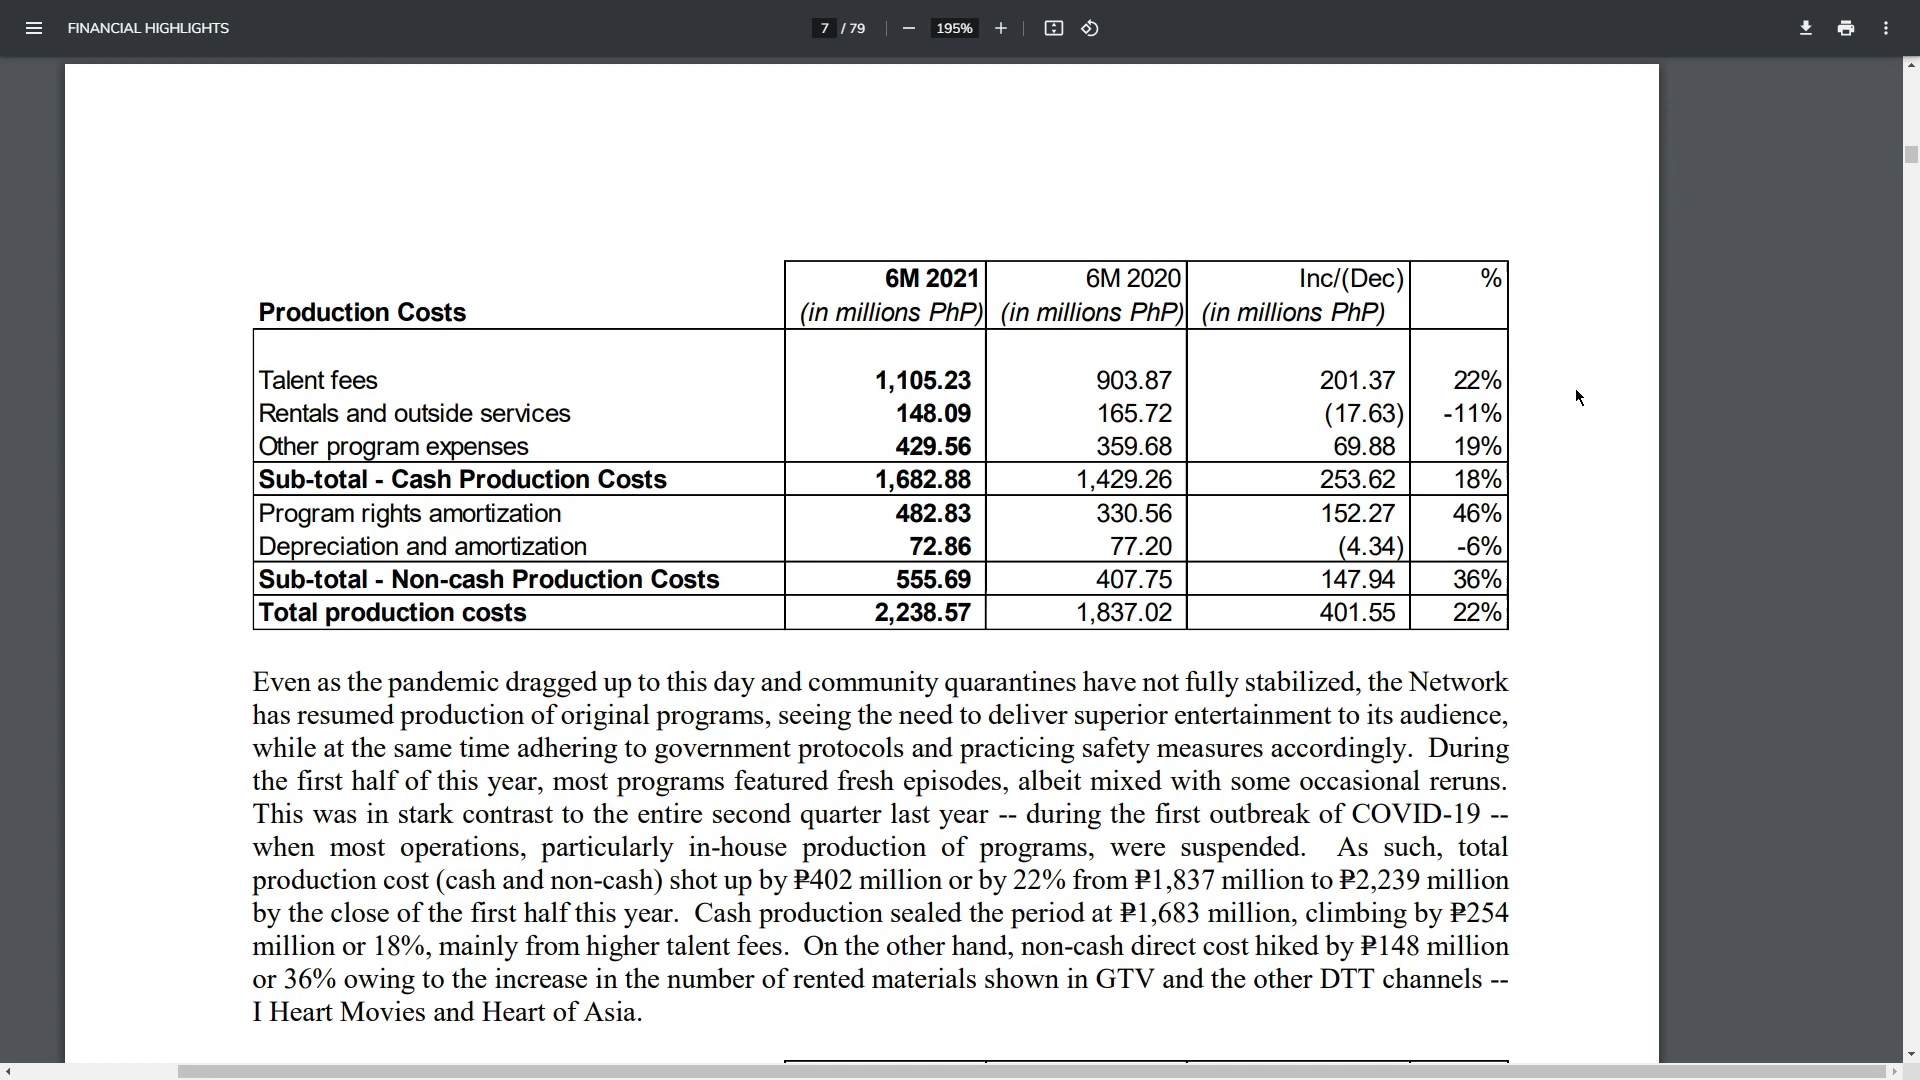 FINANCIAL HIGHLIGHTS
7 / 79
195%
6M 2021 6M 2020 Inc/(Dec) %
Production Costs (in millions PhP) (in millions PhP) (in millions PhP)
Talent fees 1,105.23 903.87 201.37 22%
Rentals and outside services 148.09 165.72 (17.63) -11%
Other program expenses 429.56 359.68 69.88 19%
Sub-total - Cash Production Costs 1,682.88 1,429.26 253.62 18%
Program rights amortization 482.83 330.56 152.27 46%
Depreciation and amortization 72.86 77.20 (4.34) -6%
Sub-total - Non-cash Production Costs 555.69 407.75 147.94 36%
Total production costs 2,238.57 1,837.02 401.55 22%
Even as the pandemic dragged up to this day and community quarantines have not fully stabilized, the Network
has resumed production of original programs, seeing the need to deliver superior entertainment to its audience,
while at the same time adhering to government protocols and practicing safety measures accordingly. During
the first half of this year, most programs featured fresh episodes, albeit mixed with some occasional reruns.
This was in stark contrast to the entire second quarter last year -- during the first outbreak of COVID-19 --
when most operations, particularly in-house production of programs, were suspended. As such, total
production cost (cash and non-cash) shot up by ₱402 million or by 22% from ₱1,837 million to ₱2,239 million
by the close of the first half this year. Cash production sealed the period at ₱1,683 million, climbing by ₱254
million or 18%, mainly from higher talent fees. On the other hand, non-cash direct cost hiked by ₱148 million
or 36% owing to the increase in the number of rented materials shown in GTV and the other DTT channels --
I Heart Movies and Heart of Asia.